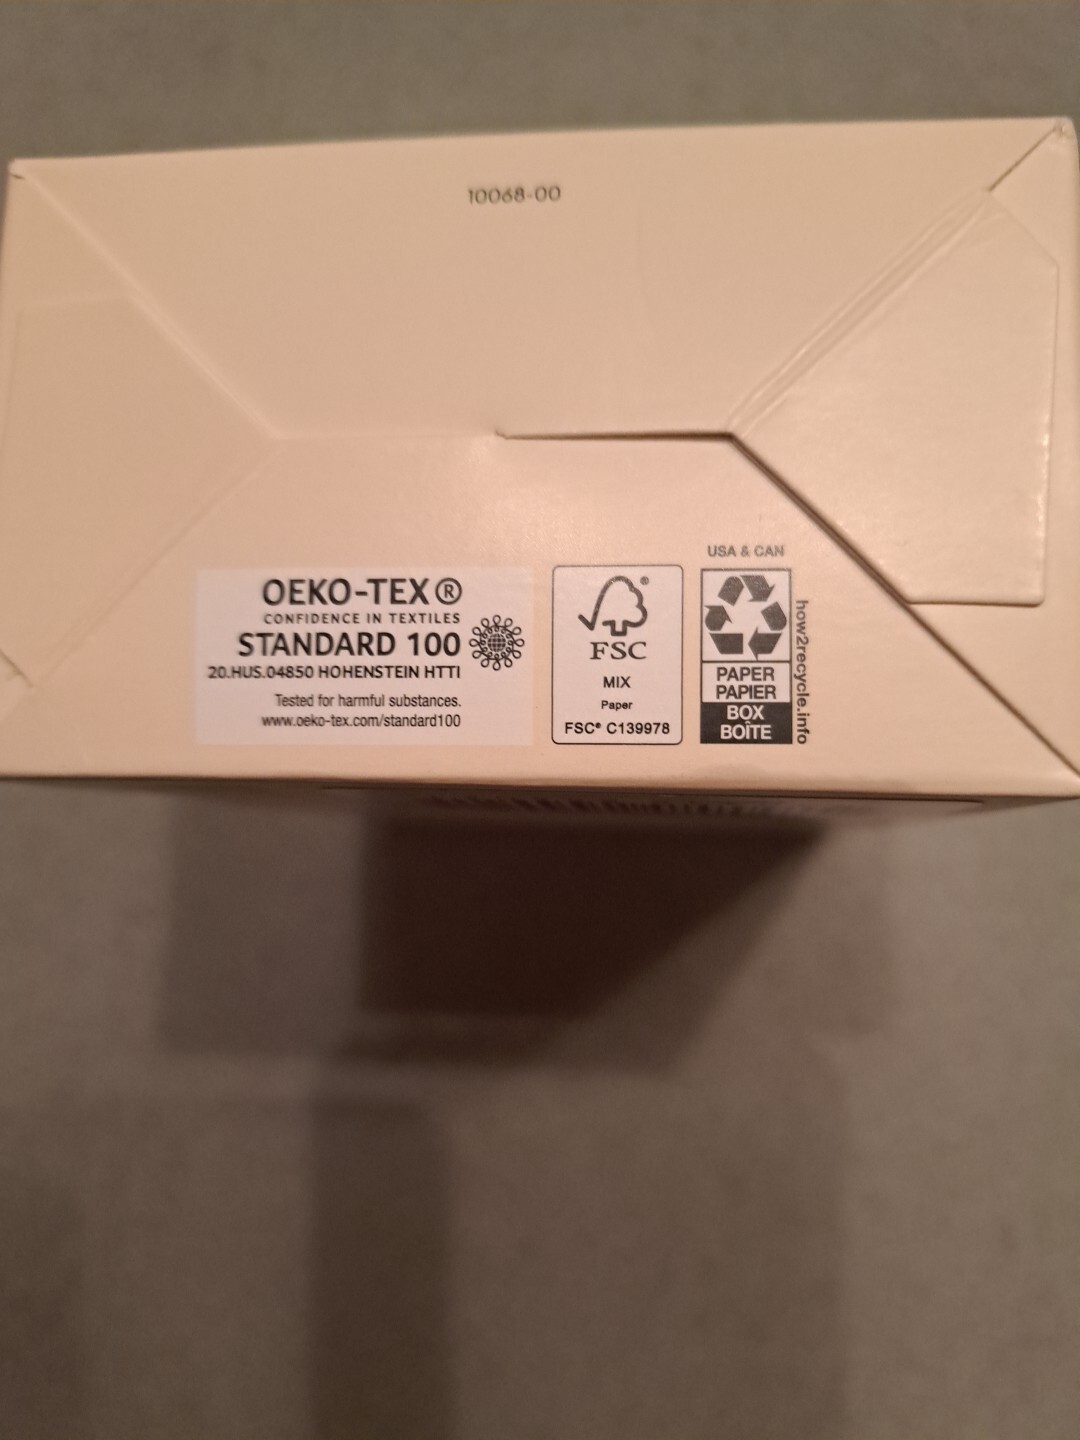 10068-00
OEKO-TEX®
CONFIDENCE IN TEXTILES
STANDARD 100
20.HUS.04850 HOHENSTEIN HTTI
Tested for harmful substances.
www.oeko-tex.com/standard100
®
FSC
MIX
Paper
FSC® C139978
USA & CAN
PAPER
PAPIER
BOX
BOÎTE
how2recycle.info